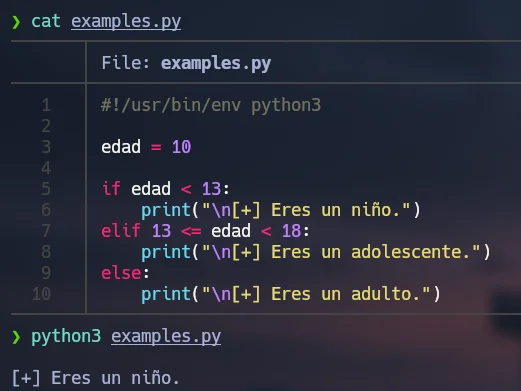 ❯ cat examples.py
File: examples.py
1 #!/usr/bin/env python3
2
3 edad = 10
4
5 if edad < 13:
6     print("\n[+] Eres un niño.")
7 elif 13 <= edad < 18:
8     print("\n[+] Eres un adolescente.")
9 else:
10     print("\n[+] Eres un adulto.")
❯ python3 examples.py
[+] Eres un niño.